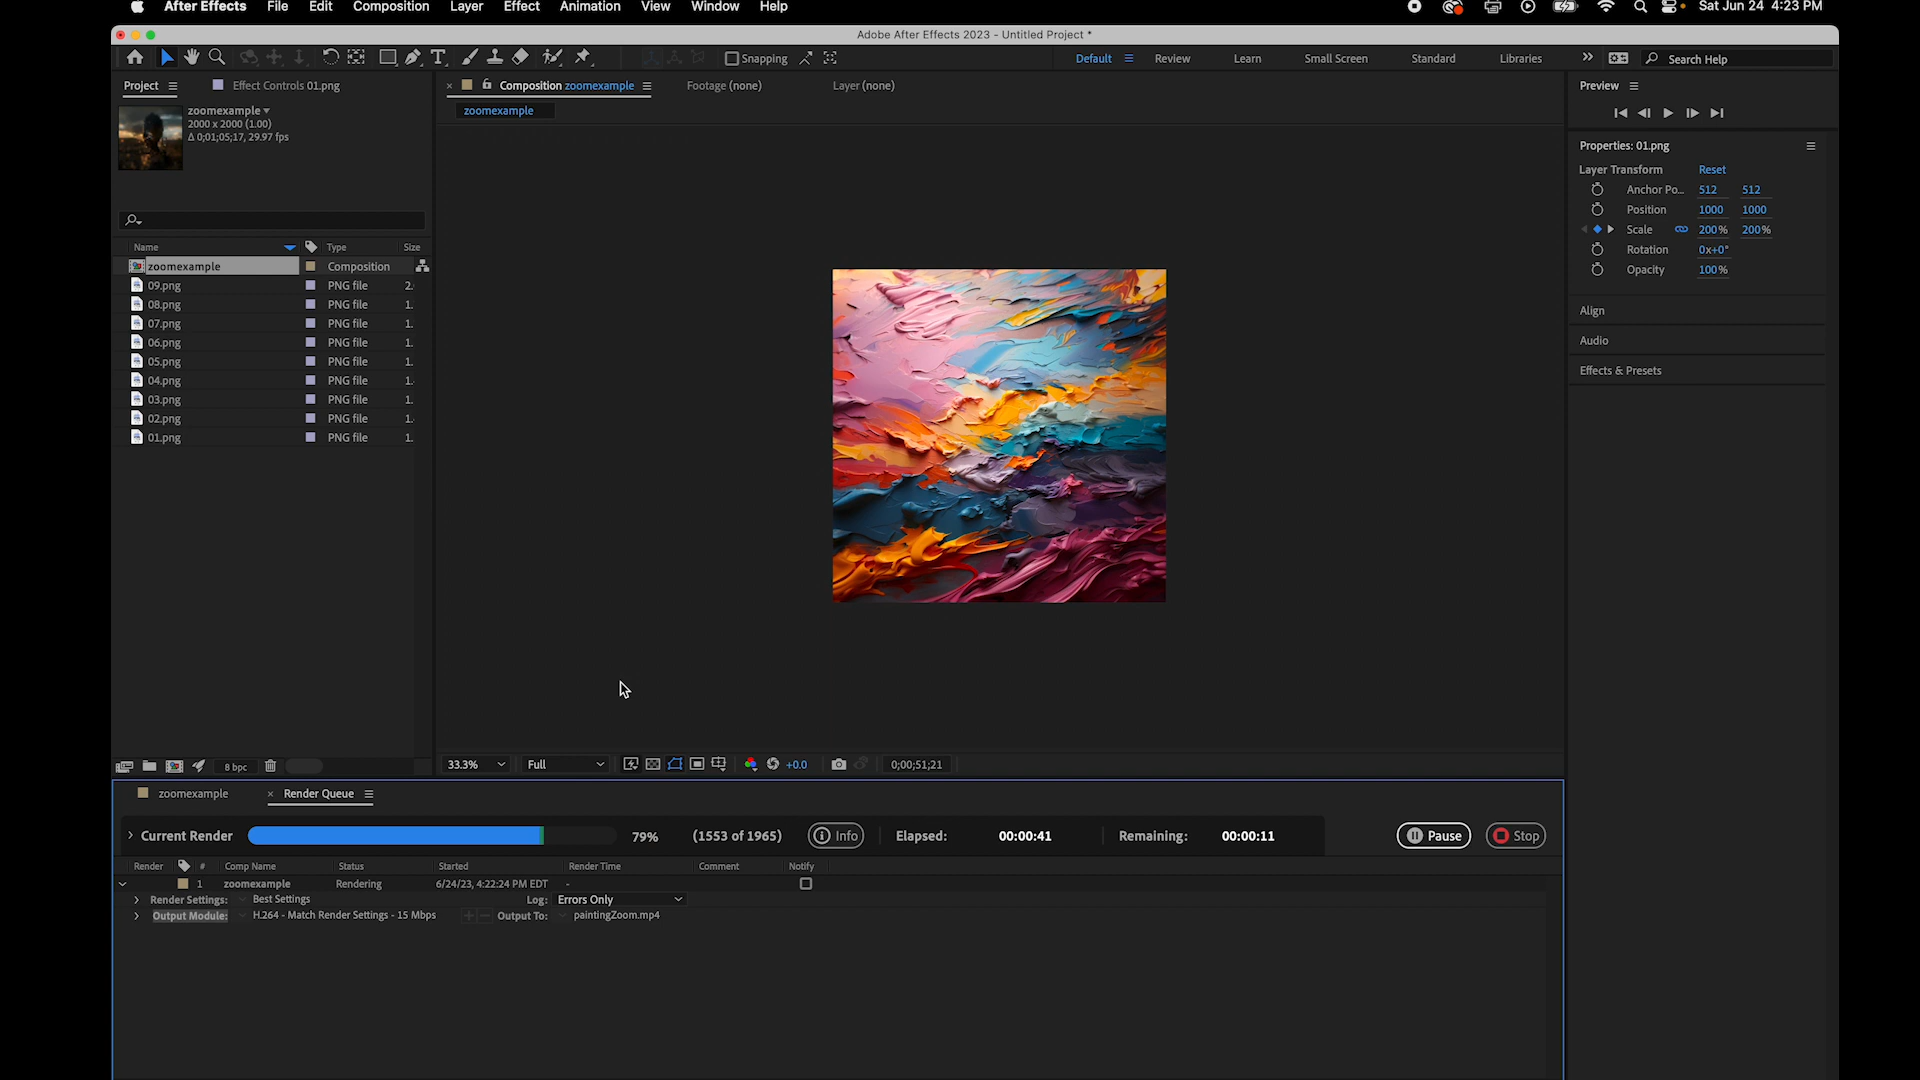 After Effects File Edit Composition Layer Effect Animation View Window Help Sat Jun 24 4:23 PM
Adobe After Effects 2023 - Untitled Project *
Snapping Default Review Learn Small Screen Standard Libraries Search Help
Project Effect Controls 01.png Composition zoomexample Footage (none) Layer (none) Preview
zoomexample
zoomexample
2000 x 2000 (1.00)
Δ 0;01;05;17, 29.97 fps
Properties: 01.png
Layer Transform Reset
Anchor Po... 512 512
Position 1000 1000
Scale 200% 200%
Rotation 0x+0°
Opacity 100%
Align
Audio
Effects & Presets
Name Type Size
zoomexample Composition
09.png PNG file 2.
08.png PNG file 1.
07.png PNG file 1.
06.png PNG file 1.
05.png PNG file 1.
04.png PNG file 1.
03.png PNG file 1.
02.png PNG file 1.
01.png PNG file 1.
8 bpc
33.3% Full +0.0 0;00;51;21
zoomexample Render Queue
Current Render 79% (1553 of 1965) Info Elapsed: 00:00:41 Remaining: 00:00:11 Pause Stop
Render # Comp Name Status Started Render Time Comment Notify
1 zoomexample Rendering 6/24/23, 4:22:24 PM EDT -
Render Settings: Best Settings Log: Errors Only
Output Module: H.264 - Match Render Settings - 15 Mbps Output To: paintingZoom.mp4